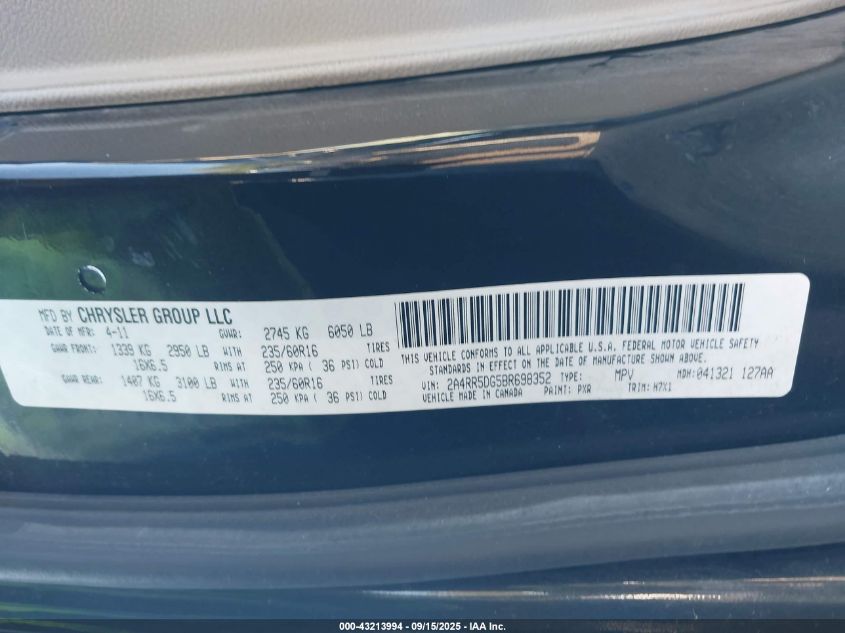 MFD BY CHRYSLER GROUP LLC
DATE OF MFR: 4-11 GVWR: 2745 KG 6050 LB
GAWR FRONT: 1339 KG 2950 LB WITH 235/60R16 TIRES
16X6.5 RIMS AT 250 KPA ( 36 PSI) COLD
GAWR REAR: 1407 KG 3100 LB WITH 235/60R16 TIRES
16X6.5 RIMS AT 250 KPA ( 36 PSI) COLD
THIS VEHICLE CONFORMS TO ALL APPLICABLE U.S.A. FEDERAL MOTOR VEHICLE SAFETY
STANDARDS IN EFFECT ON THE DATE OF MANUFACTURE SHOWN ABOVE.
VIN: 2A4RR5DG5BR698352 TYPE: MPV MDH: 041321 127AA
VEHICLE MADE IN CANADA PAINT: PXR TRIM: H7X1
000-43213994 - 09/15/2025 - IAA Inc.